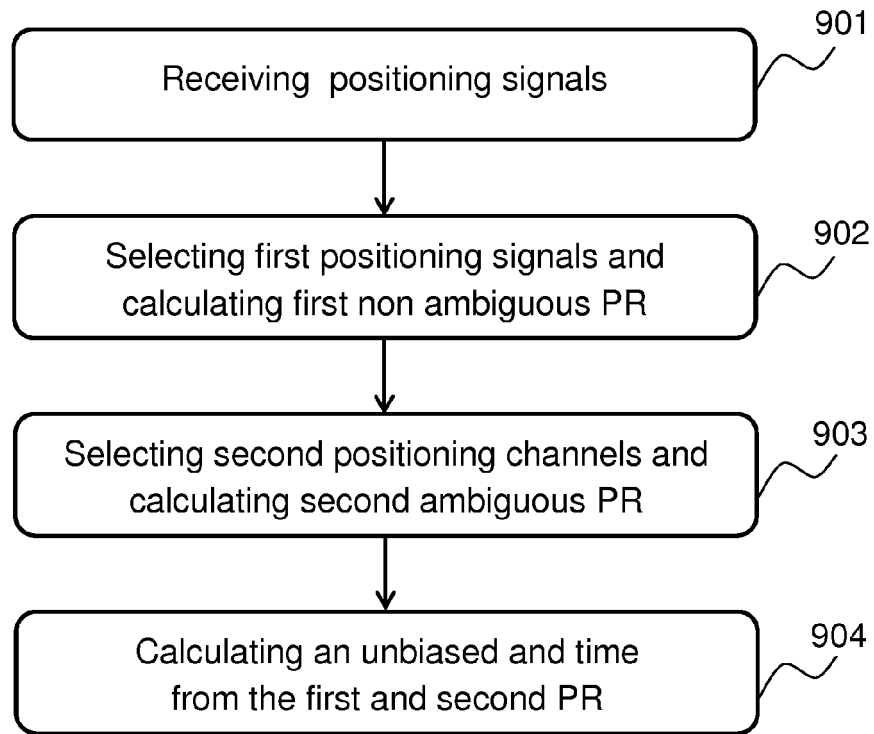 901
Receiving positioning signals
902
Selecting first positioning signals and
calculating first non ambiguous PR
903
Selecting second positioning channels and
calculating second ambiguous PR
904
Calculating an unbiased and time
from the first and second PR